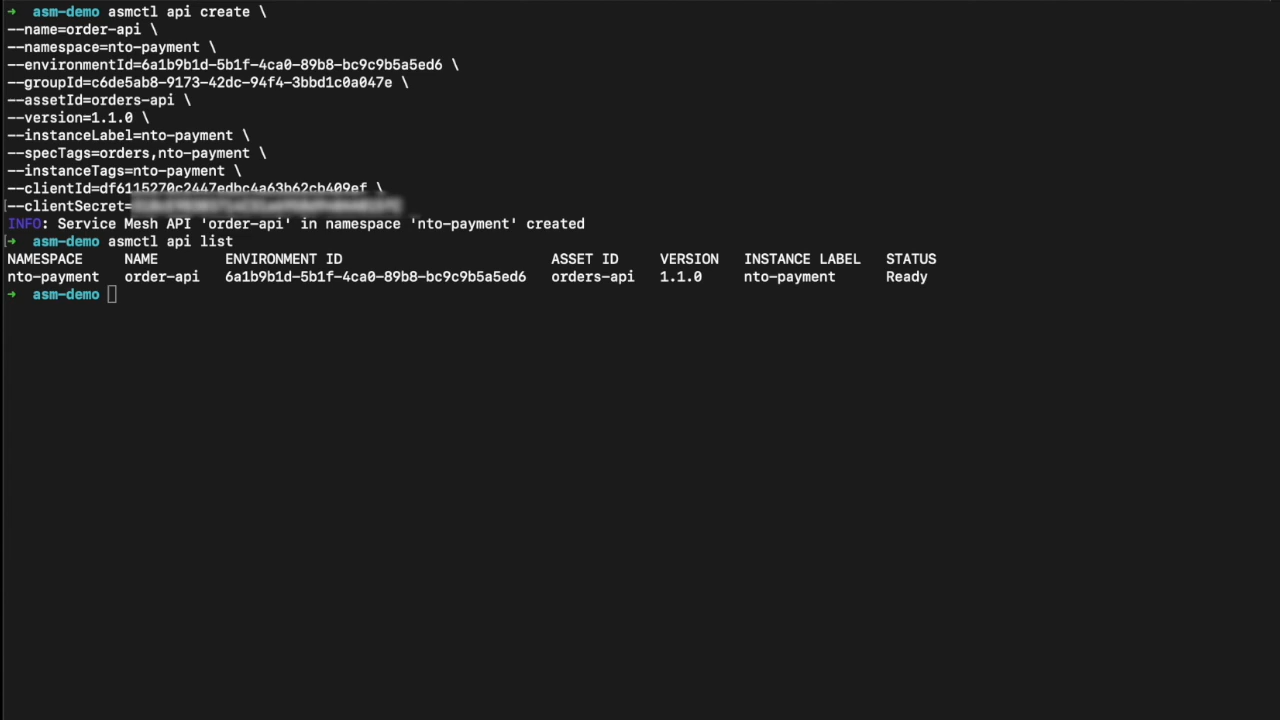 ➜  asm-demo asmctl api create \
--name=order-api \
--namespace=nto-payment \
--environmentId=6a1b9b1d-5b1f-4ca0-89b8-bc9c9b5a5ed6 \
--groupId=c6de5ab8-9173-42dc-94f4-3bbd1c0a047e \
--assetId=orders-api \
--version=1.1.0 \
--instanceLabel=nto-payment \
--specTags=orders,nto-payment \
--instanceTags=nto-payment \
--clientId=df6115270c2447edbc4a63b62cb409ef \
--clientSecret=
INFO: Service Mesh API 'order-api' in namespace 'nto-payment' created
➜  asm-demo asmctl api list
NAMESPACE NAME ENVIRONMENT ID ASSET ID VERSION INSTANCE LABEL STATUS
nto-payment order-api 6a1b9b1d-5b1f-4ca0-89b8-bc9c9b5a5ed6 orders-api 1.1.0 nto-payment Ready
➜  asm-demo